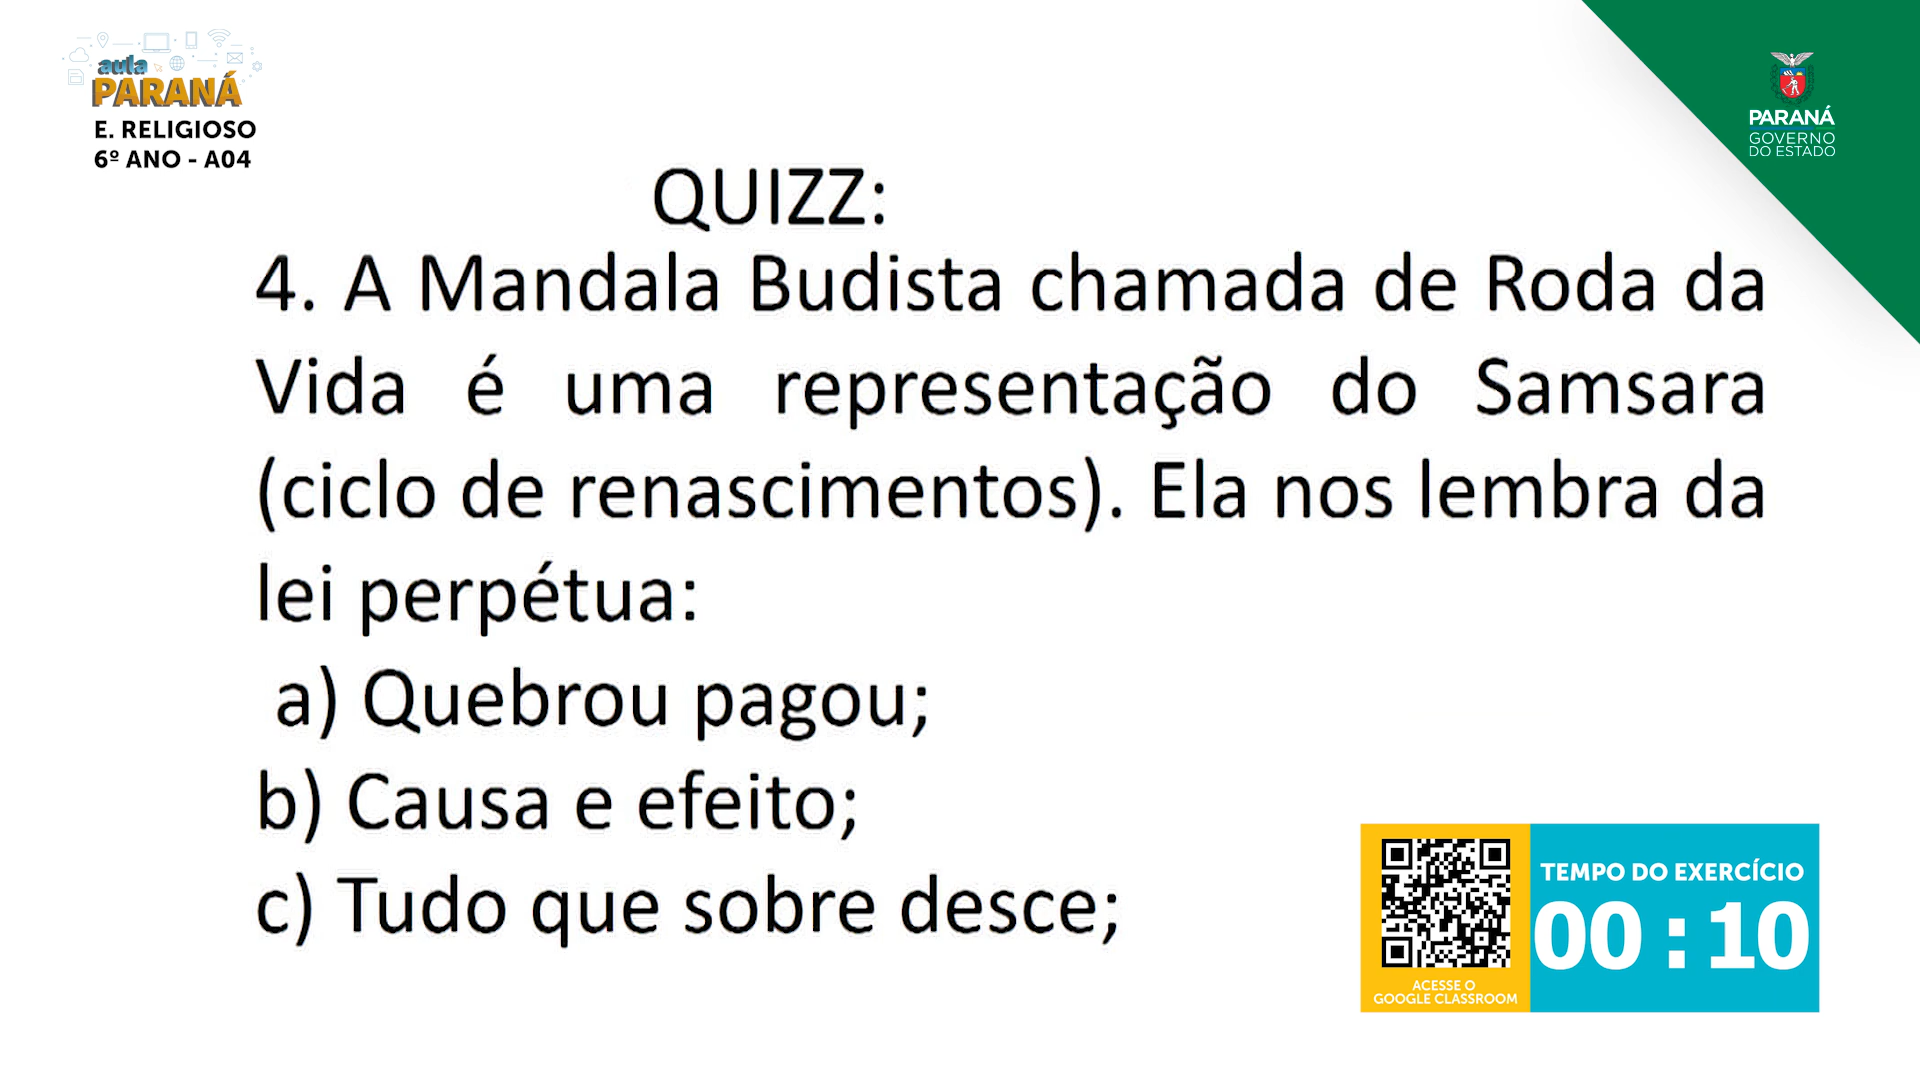 aula
PARANÁ
E. RELIGIOSO
6º ANO - A04
PARANÁ
GOVERNO
DO ESTADO
QUIZZ:
4. A Mandala Budista chamada de Roda da
Vida é uma representação do Samsara
(ciclo de renascimentos). Ela nos lembra da
lei perpétua:
a) Quebrou pagou;
b) Causa e efeito;
c) Tudo que sobre desce;
ACESSE O
GOOGLE CLASSROOM
TEMPO DO EXERCÍCIO
00 : 10